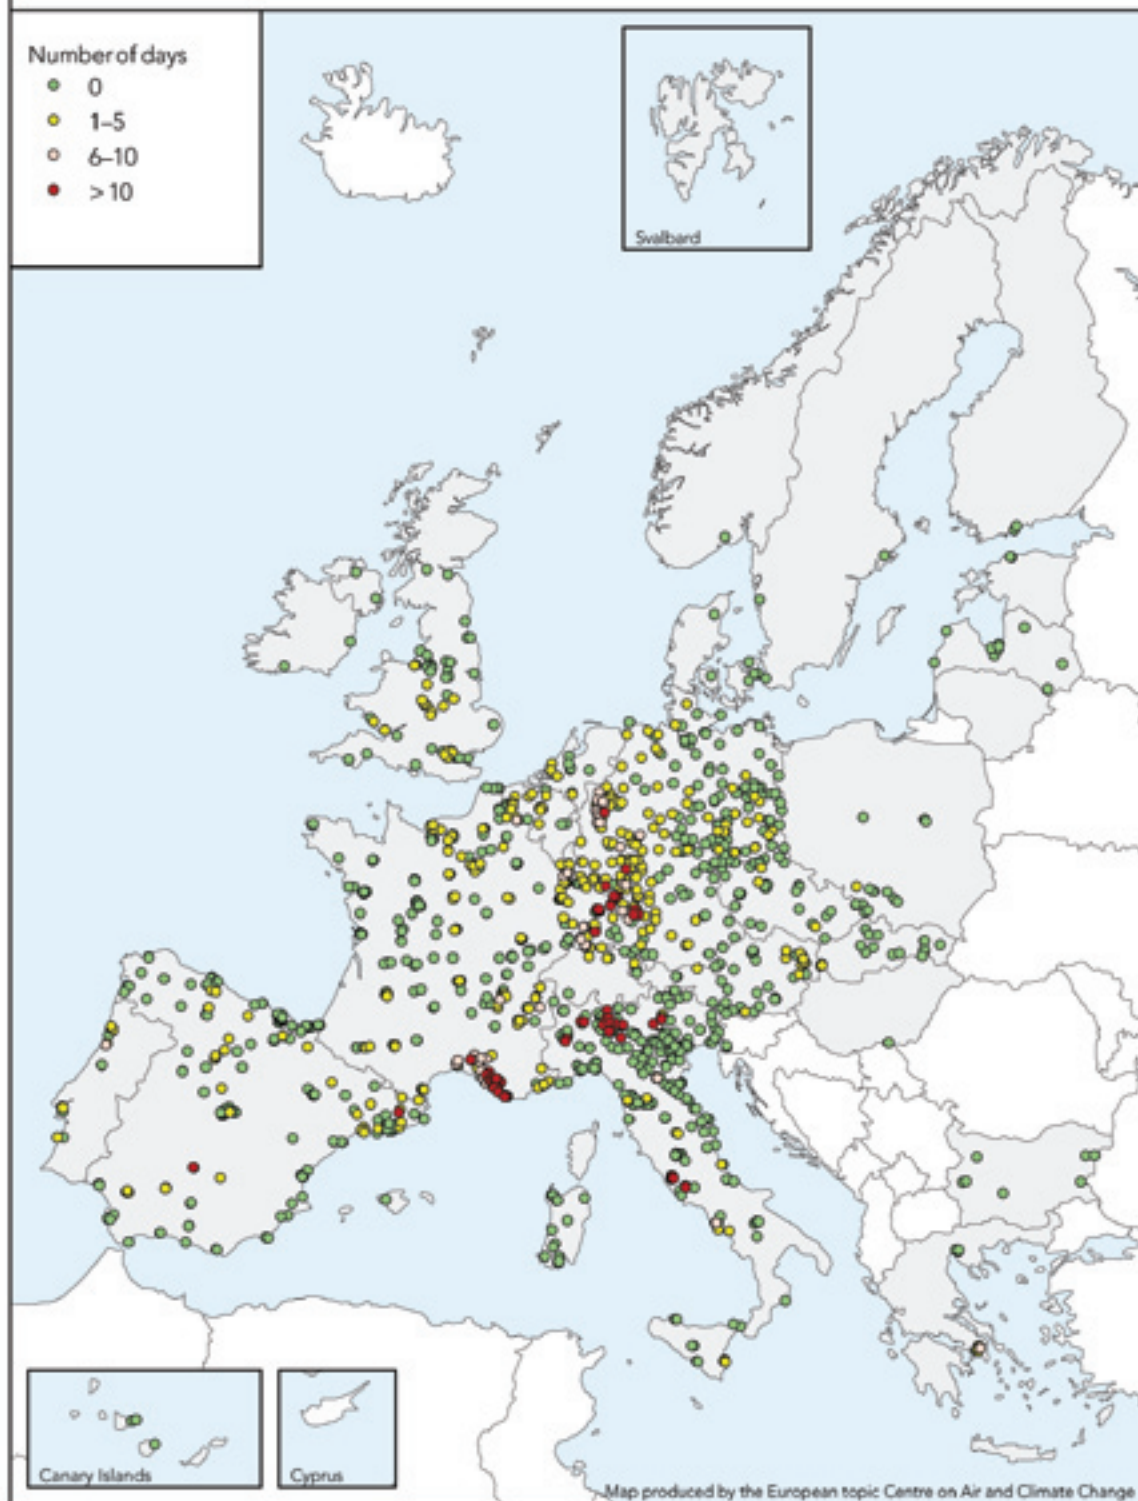 Number of days
0
1–5
6–10
> 10
Svalbard
Canary Islands
Cyprus
Map produced by the European topic Centre on Air and Climate Change